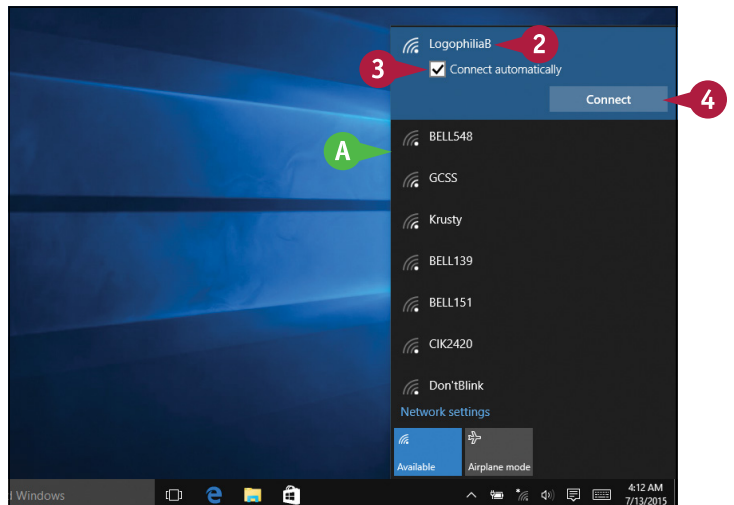 LogophiliaB
2
3
Connect automatically
Connect
4
A
BELL548
GCSS
Krusty
BELL139
BELL151
CIK2420
Don'tBlink
Network settings
Available
Airplane mode
Windows
4:12 AM
7/13/2015